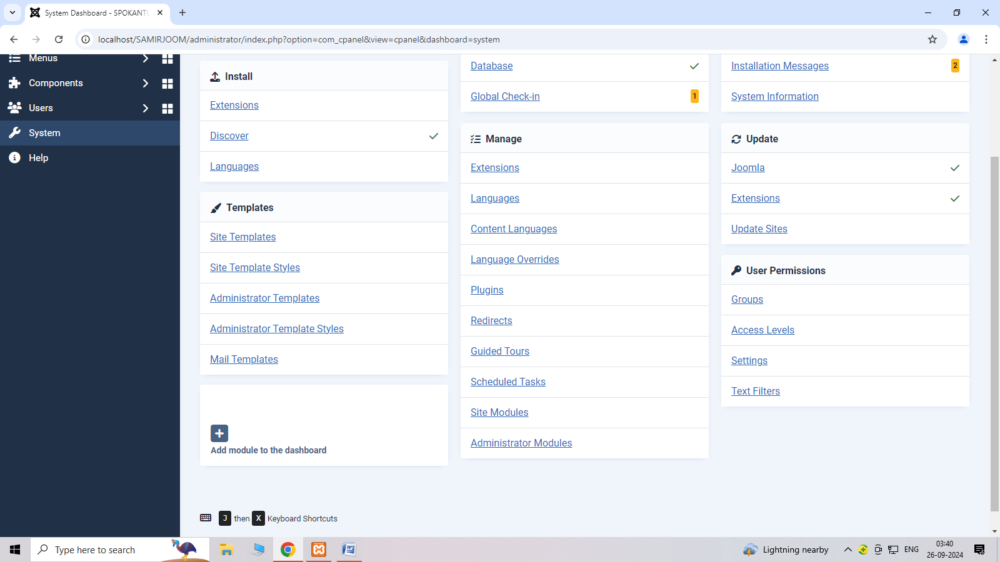 System Dashboard - SPOKANTU
localhost/SAMIRJOOM/administrator/index.php?option=com_cpanel&view=cpanel&dashboard=system
Menus
Components
Users
System
Help
Install
Extensions
Discover
Languages
Templates
Site Templates
Site Template Styles
Administrator Templates
Administrator Template Styles
Mail Templates
Add module to the dashboard
Database
Global Check-in 1
Manage
Extensions
Languages
Content Languages
Language Overrides
Plugins
Redirects
Guided Tours
Scheduled Tasks
Site Modules
Administrator Modules
Installation Messages 2
System Information
Update
Joomla
Extensions
Update Sites
User Permissions
Groups
Access Levels
Settings
Text Filters
J then X Keyboard Shortcuts
Type here to search
Lightning nearby
ENG
03:40
26-09-2024